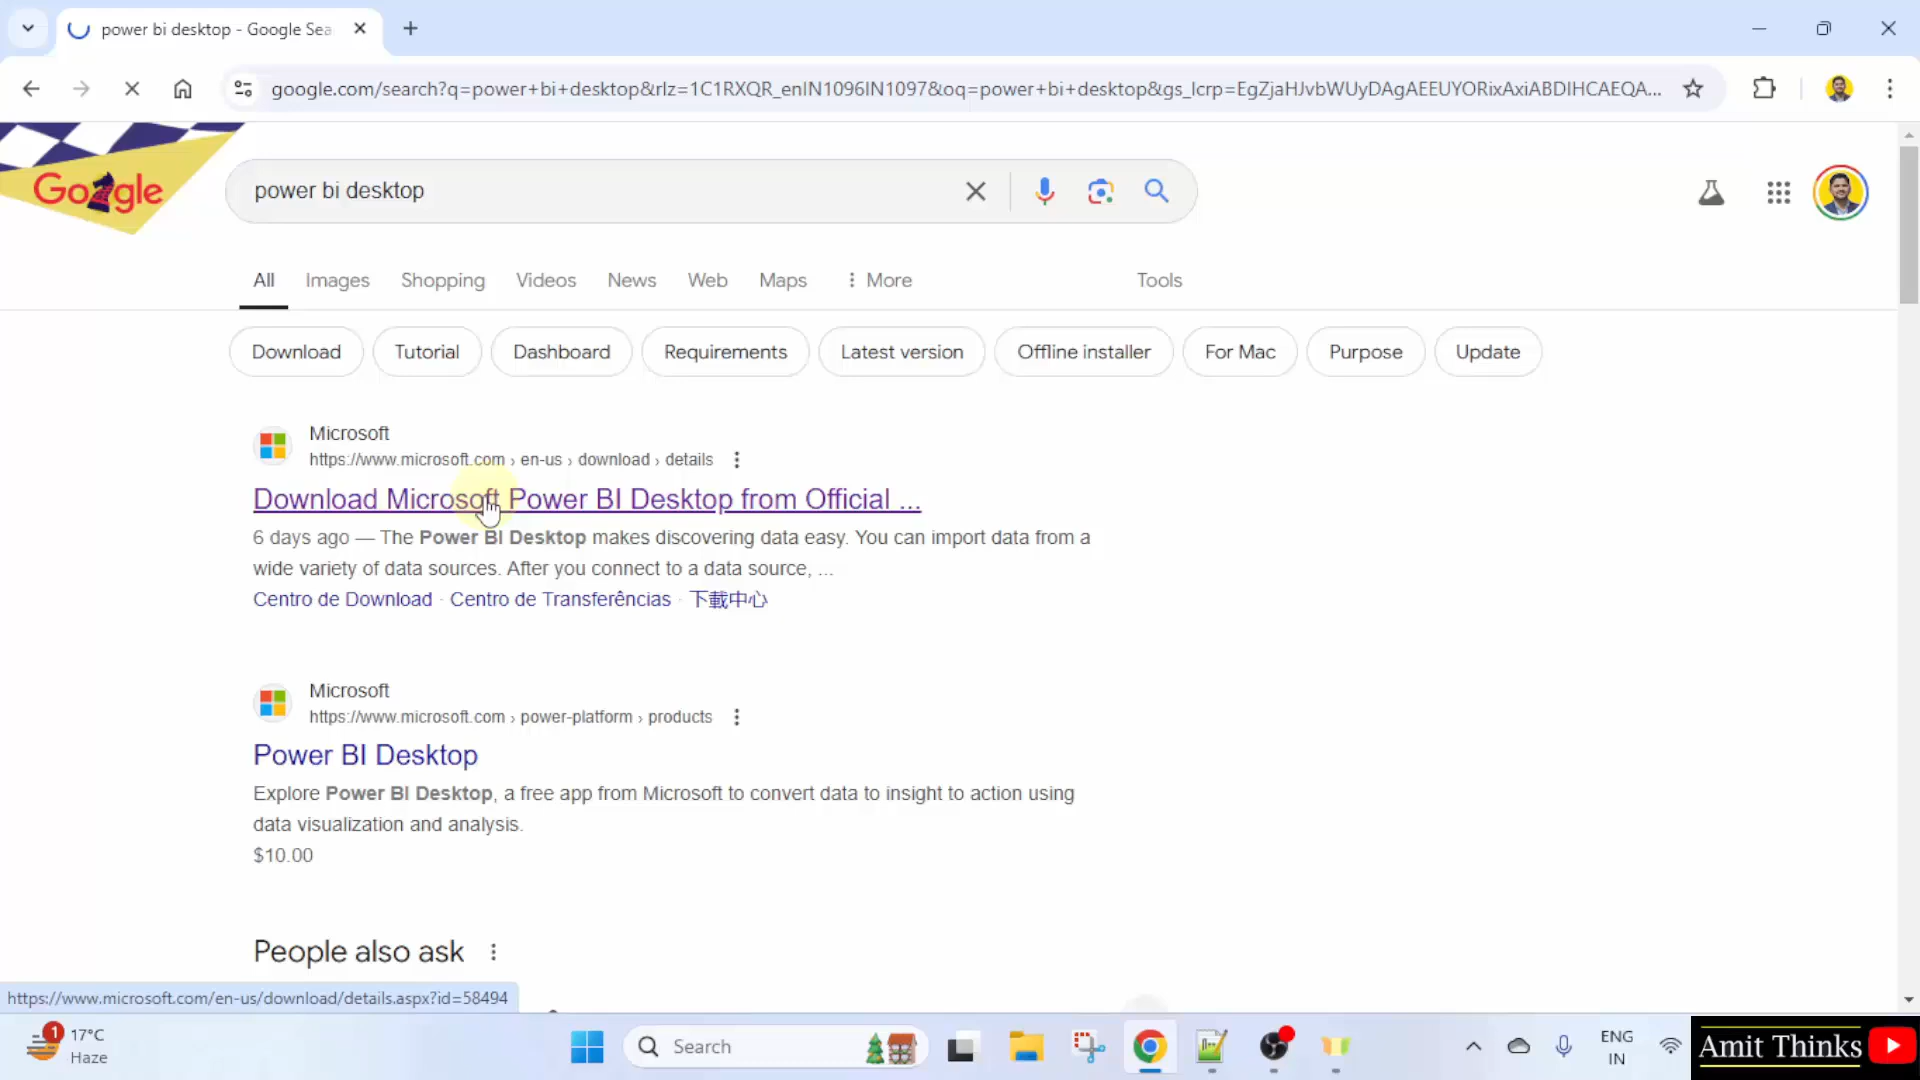 power bi desktop - Google Sea
google.com/search?q=power+bi+desktop&rlz=1C1RXQR_enIN1096IN1097&oq=power+bi+desktop&gs_lcrp=EgZjaHJvbWUyDAgAEEUYORixAxiABDIHCAEQA...
Google
power bi desktop
All Images Shopping Videos News Web Maps More Tools
Download Tutorial Dashboard Requirements Latest version Offline installer For Mac Purpose Update
Microsoft
https://www.microsoft.com › en-us › download › details
Download Microsoft Power BI Desktop from Official ...
6 days ago — The Power BI Desktop makes discovering data easy. You can import data from a
wide variety of data sources. After you connect to a data source, ...
Centro de Download · Centro de Transferências · 下載中心
Microsoft
https://www.microsoft.com › power-platform › products
Power BI Desktop
Explore Power BI Desktop, a free app from Microsoft to convert data to insight to action using
data visualization and analysis.
$10.00
People also ask
https://www.microsoft.com/en-us/download/details.aspx?id=58494
1
17°C
Haze
Search
ENG
IN
Amit Thinks